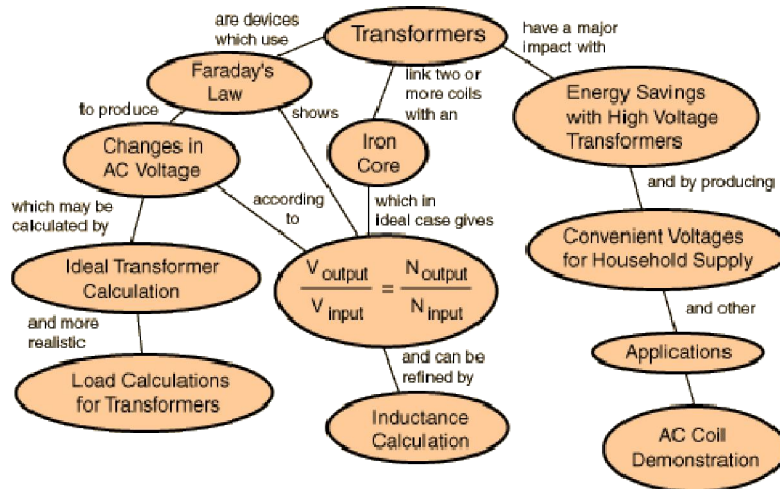 are devices
which use
Transformers
have a major
impact with
Faraday's
Law
link two or
more coils
with an
Energy Savings
with High Voltage
Transformers
to produce
shows
Changes in
AC Voltage
Iron
Core
which may be
calculated by
according
to
which in
ideal case gives
and by producing
Ideal Transformer
Calculation
V output / V input = N output / N input
Convenient Voltages
for Household Supply
and more
realistic
and other
Load Calculations
for Transformers
and can be
refined by
Applications
Inductance
Calculation
AC Coil
Demonstration